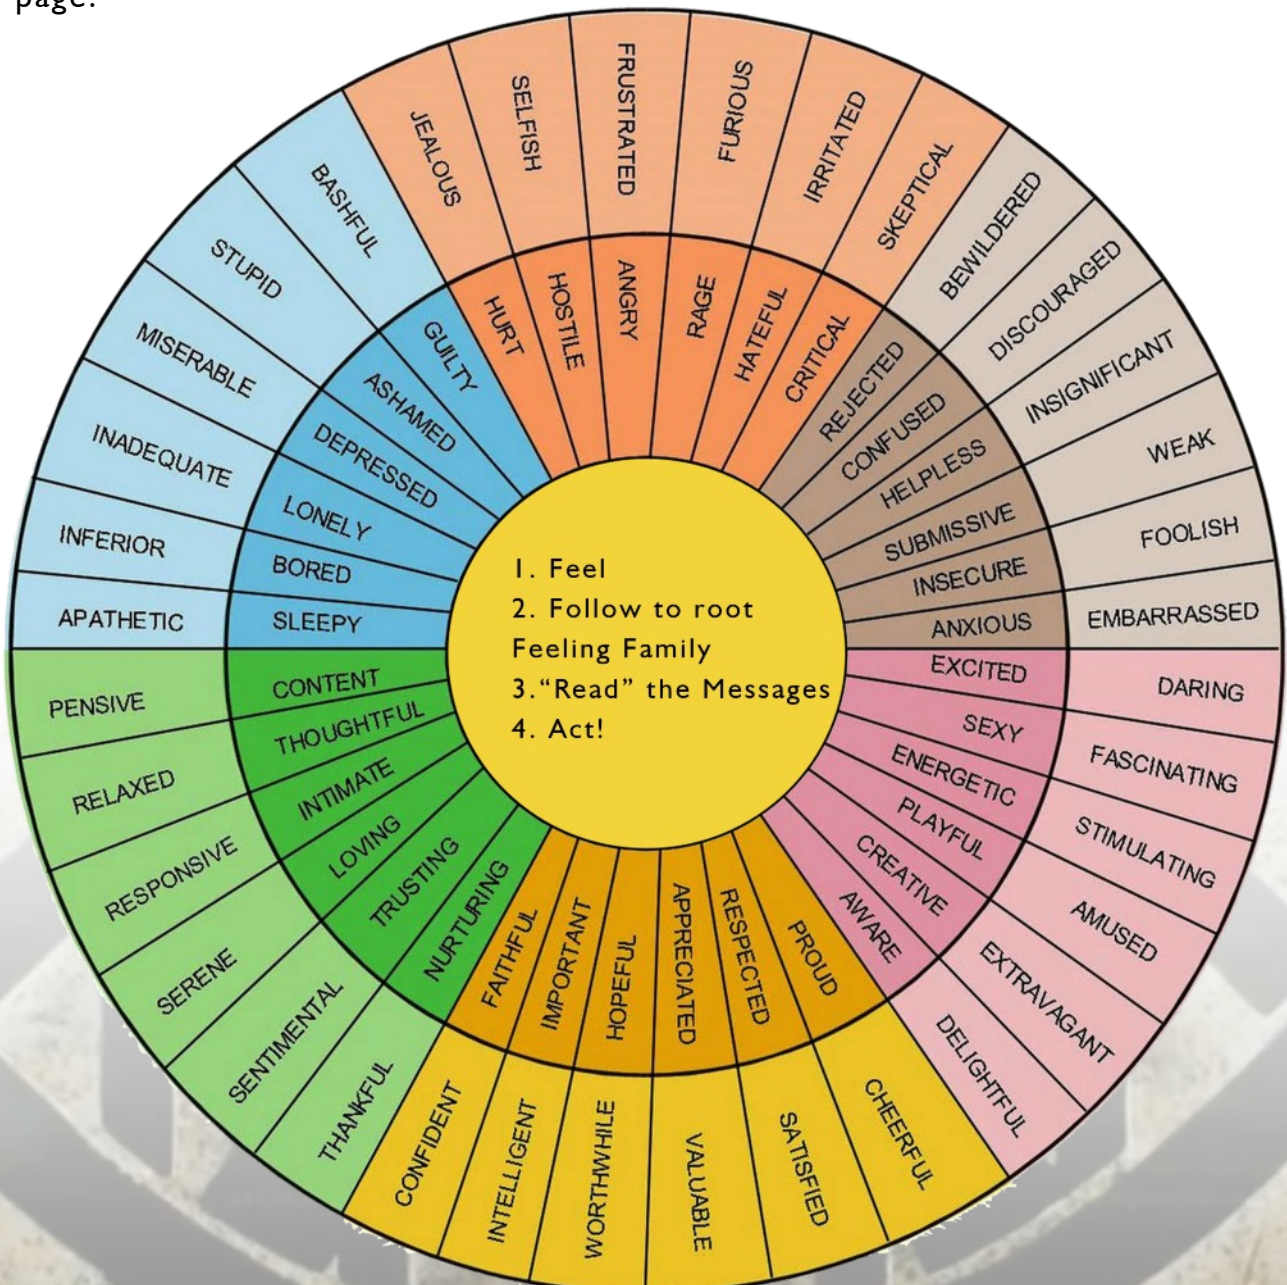 page.
JEALOUS
SELFISH
FRUSTRATED
FURIOUS
IRRITATED
SKEPTICAL
BEWILDERED
DISCOURAGED
INSIGNIFICANT
WEAK
FOOLISH
EMBARRASSED
DARING
FASCINATING
STIMULATING
AMUSED
EXTRAVAGANT
DELIGHTFUL
CHEERFUL
SATISFIED
VALUABLE
WORTHWHILE
INTELLIGENT
CONFIDENT
THANKFUL
SENTIMENTAL
SERENE
RESPONSIVE
RELAXED
PENSIVE
APATHETIC
INFERIOR
INADEQUATE
MISERABLE
STUPID
BASHFUL
HURT
HOSTILE
ANGRY
RAGE
HATEFUL
CRITICAL
REJECTED
CONFUSED
HELPLESS
SUBMISSIVE
INSECURE
ANXIOUS
EXCITED
SEXY
ENERGETIC
PLAYFUL
CREATIVE
AWARE
PROUD
RESPECTED
APPRECIATED
HOPEFUL
IMPORTANT
FAITHFUL
NURTURING
TRUSTING
LOVING
INTIMATE
THOUGHTFUL
CONTENT
SLEEPY
BORED
LONELY
DEPRESSED
ASHAMED
GUILTY
1. Feel
2. Follow to root
Feeling Family
3.“Read” the Messages
4. Act!